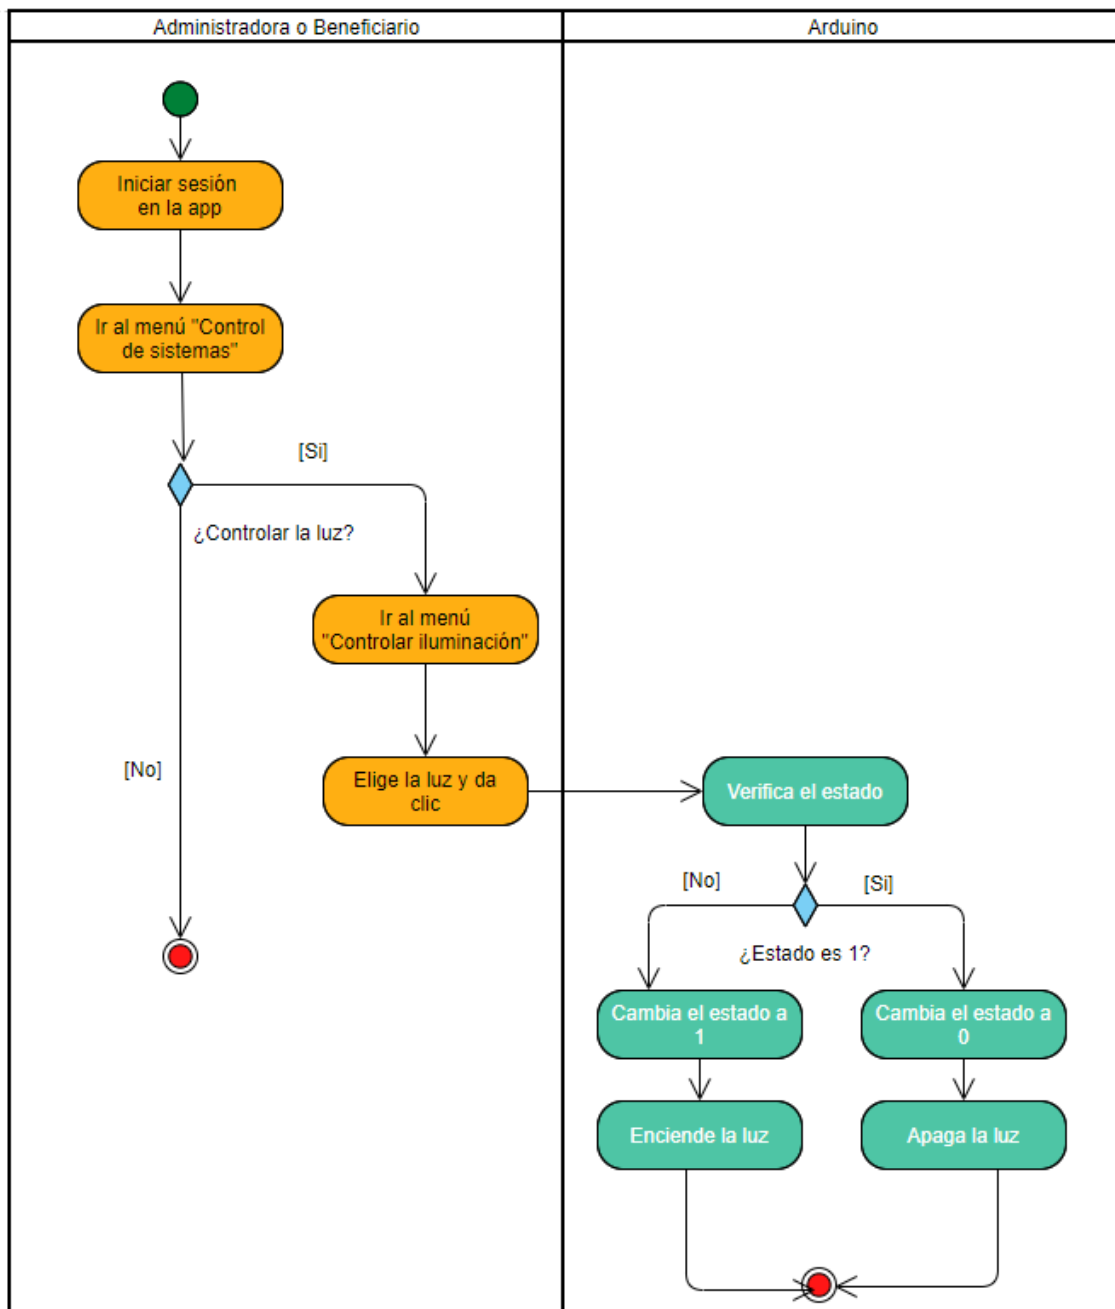 Administradora o Beneficiario
Arduino
Iniciar sesión
en la app
Ir al menú "Control
de sistemas"
[Si]
¿Controlar la luz?
Ir al menú
"Controlar iluminación"
[No]
Elige la luz y da
clic
Verifica el estado
[No]
[Si]
¿Estado es 1?
Cambia el estado a
1
Cambia el estado a
0
Enciende la luz
Apaga la luz